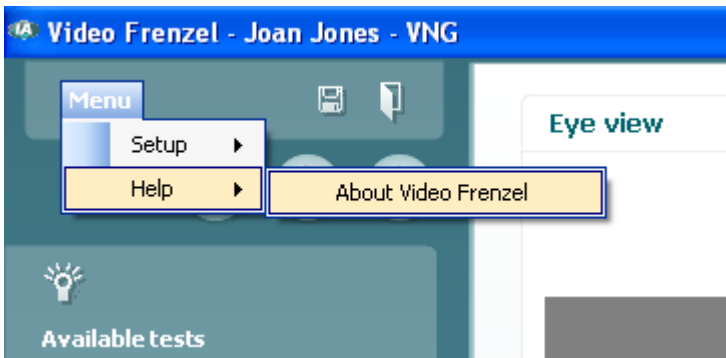 Video Frenzel - Joan Jones - VNG
Menu
Setup
Help
About Video Frenzel
Eye view
Available tests